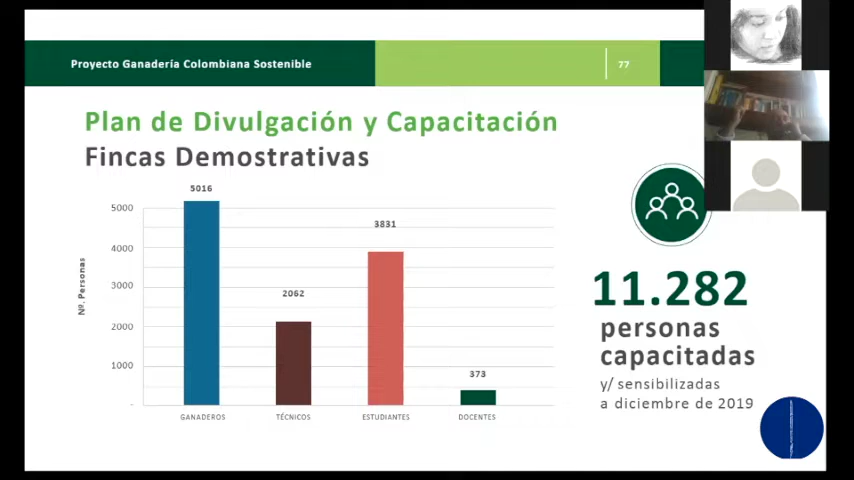 Proyecto Ganadería Colombiana Sostenible
77
Plan de Divulgación y Capacitación
Fincas Demostrativas
5016
5000
4000
3000
2000
1000
-
Nº. Personas
2062
3831
373
GANADEROS
TÉCNICOS
ESTUDIANTES
DOCENTES
11.282
personas
capacitadas
y/ sensibilizadas
a diciembre de 2019